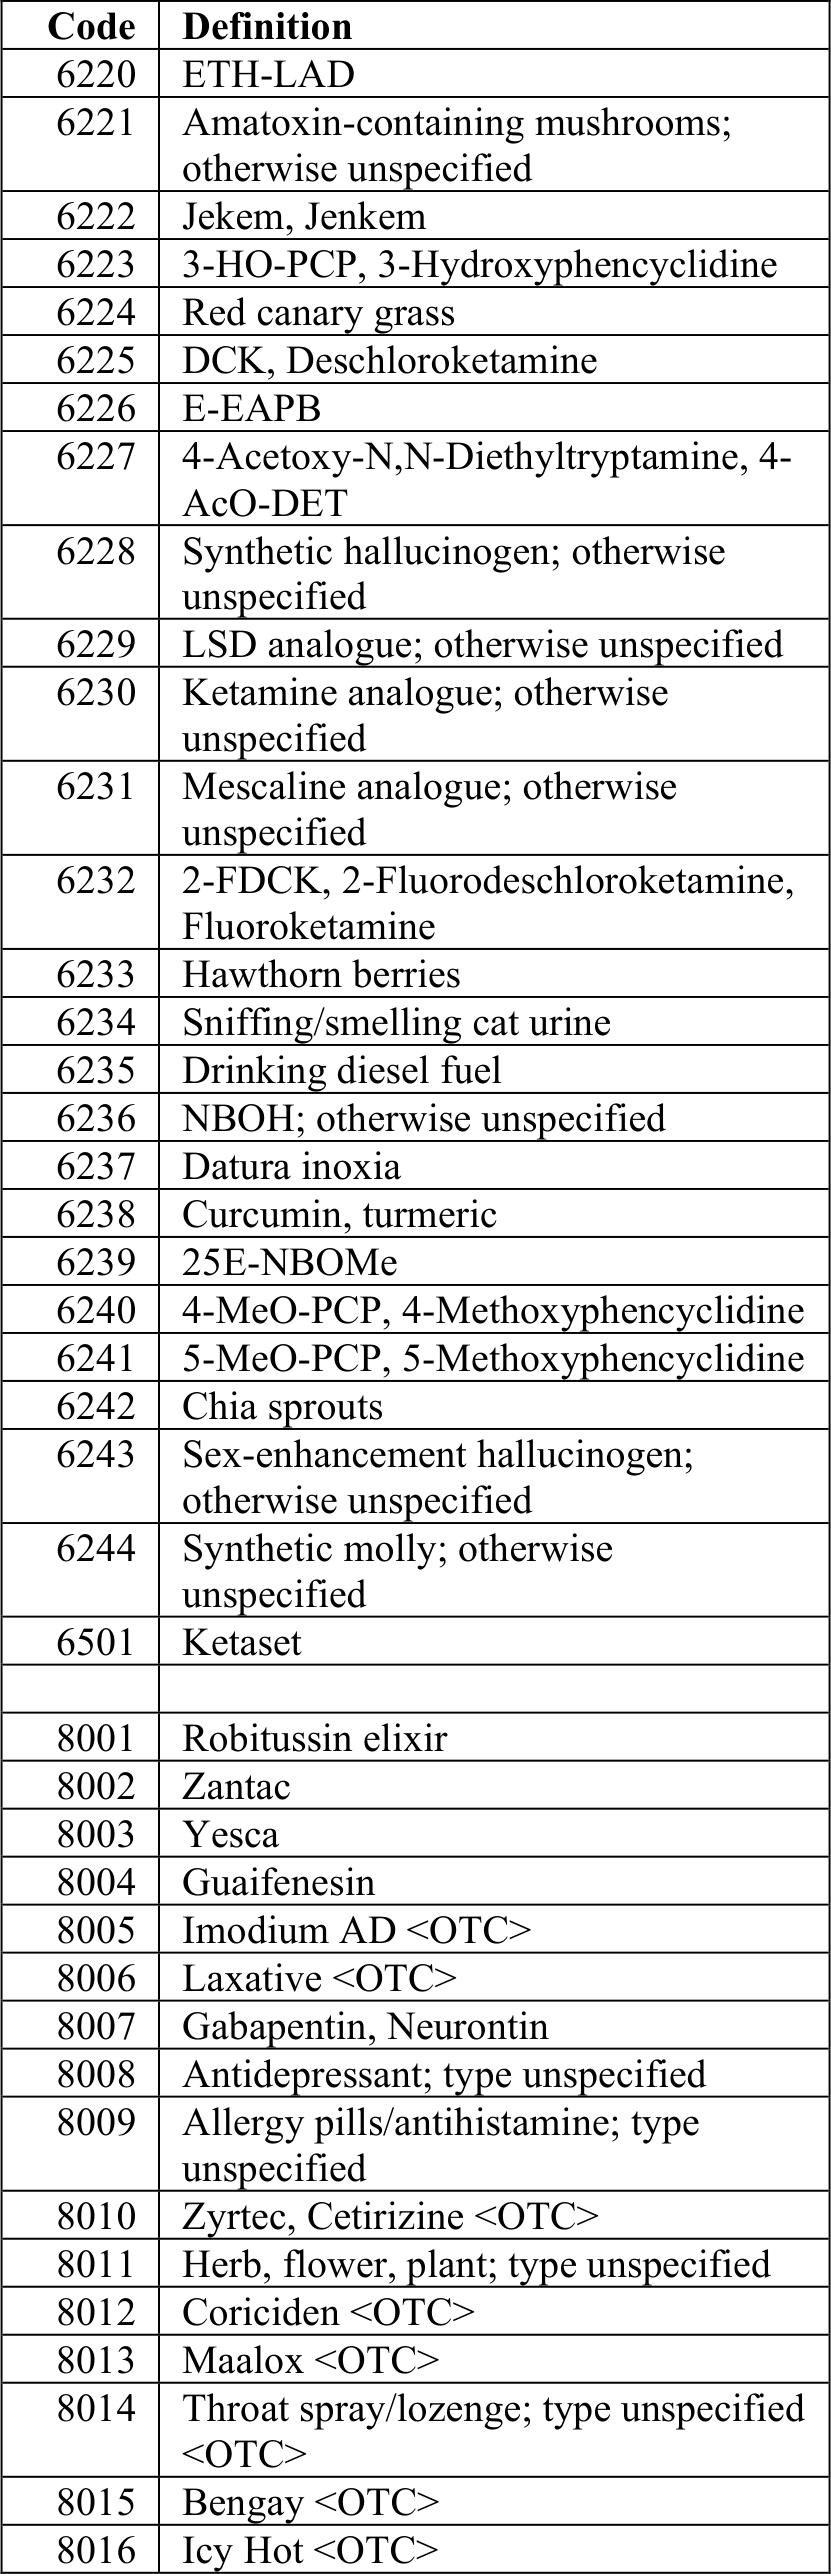 Code Definition
6220 ETH-LAD
6221 Amatoxin-containing mushrooms;
otherwise unspecified
6222 Jekem, Jenkem
6223 3-HO-PCP, 3-Hydroxyphencyclidine
6224 Red canary grass
6225 DCK, Deschloroketamine
6226 E-EAPB
6227 4-Acetoxy-N,N-Diethyltryptamine, 4-
AcO-DET
6228 Synthetic hallucinogen; otherwise
unspecified
6229 LSD analogue; otherwise unspecified
6230 Ketamine analogue; otherwise
unspecified
6231 Mescaline analogue; otherwise
unspecified
6232 2-FDCK, 2-Fluorodeschloroketamine,
Fluoroketamine
6233 Hawthorn berries
6234 Sniffing/smelling cat urine
6235 Drinking diesel fuel
6236 NBOH; otherwise unspecified
6237 Datura inoxia
6238 Curcumin, turmeric
6239 25E-NBOMe
6240 4-MeO-PCP, 4-Methoxyphencyclidine
6241 5-MeO-PCP, 5-Methoxyphencyclidine
6242 Chia sprouts
6243 Sex-enhancement hallucinogen;
otherwise unspecified
6244 Synthetic molly; otherwise
unspecified
6501 Ketaset
8001 Robitussin elixir
8002 Zantac
8003 Yesca
8004 Guaifenesin
8005 Imodium AD <OTC>
8006 Laxative <OTC>
8007 Gabapentin, Neurontin
8008 Antidepressant; type unspecified
8009 Allergy pills/antihistamine; type
unspecified
8010 Zyrtec, Cetirizine <OTC>
8011 Herb, flower, plant; type unspecified
8012 Coriciden <OTC>
8013 Maalox <OTC>
8014 Throat spray/lozenge; type unspecified
<OTC>
8015 Bengay <OTC>
8016 Icy Hot <OTC>